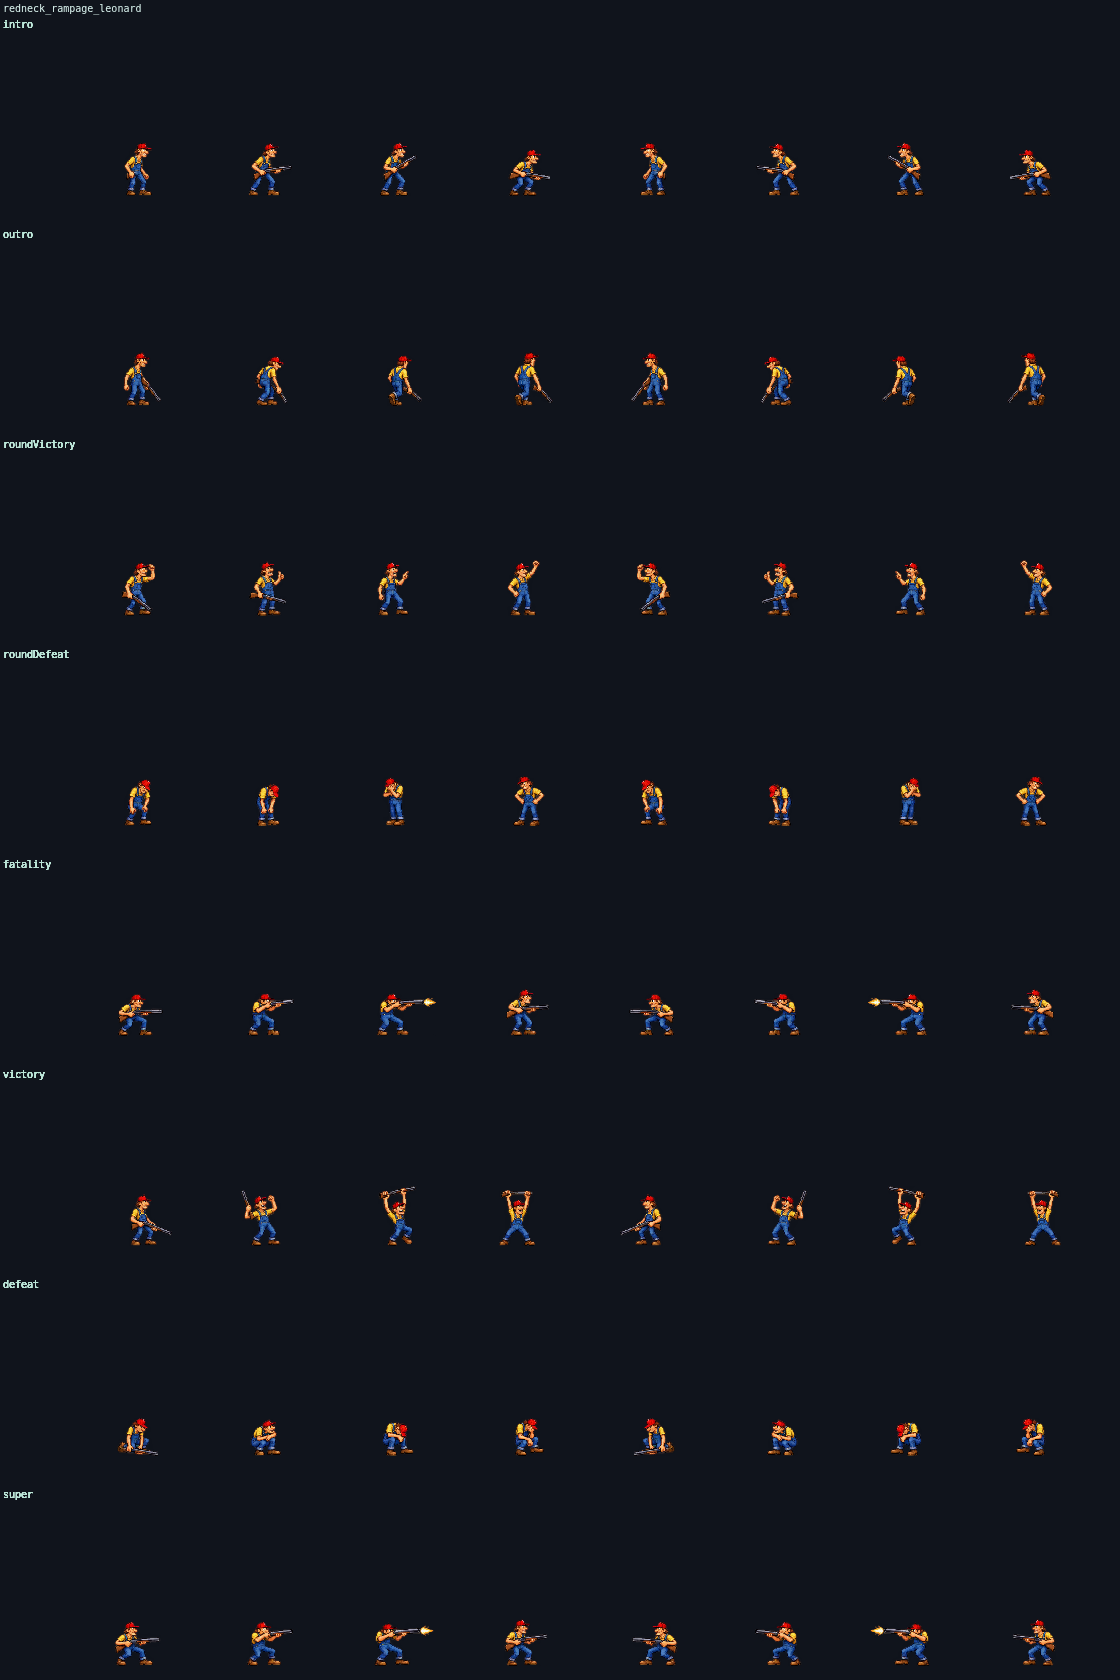 redneck_rampage_leonard
intro
outro
roundVictory
roundDefeat
fatality
victory
defeat
super